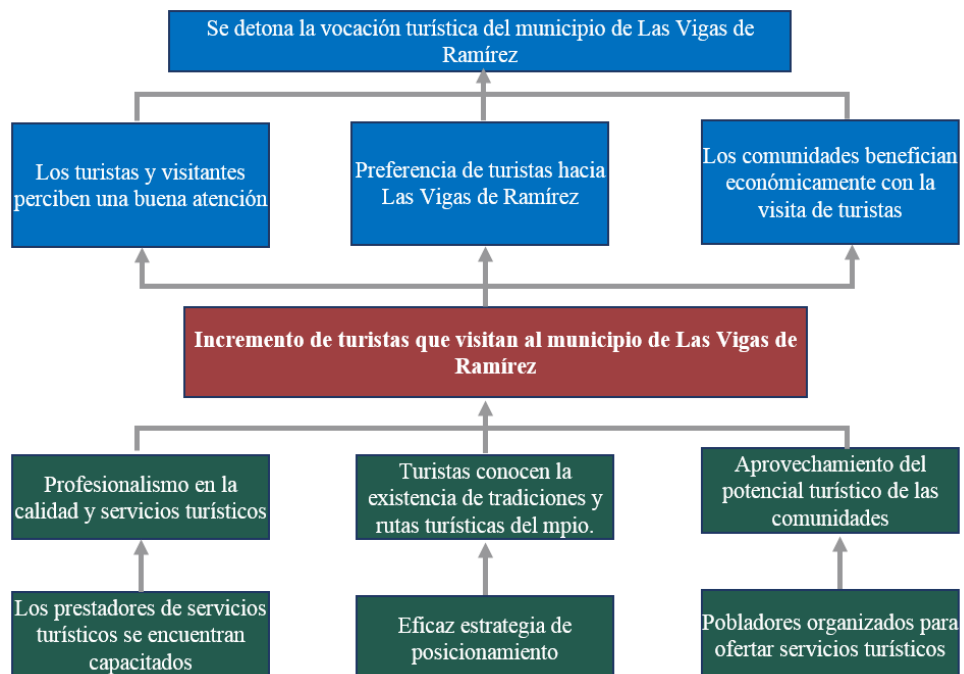 Se detona la vocación turística del municipio de Las Vigas de
Ramírez
Los turistas y visitantes
perciben una buena atención
Preferencia de turistas hacia
Las Vigas de Ramírez
Los comunidades benefician
económicamente con la
visita de turistas
Incremento de turistas que visitan al municipio de Las Vigas de
Ramírez
Profesionalismo en la
calidad y servicios turísticos
Turistas conocen la
existencia de tradiciones y
rutas turísticas del mpio.
Aprovechamiento del
potencial turístico de las
comunidades
Los prestadores de servicios
turísticos se encuentran
capacitados
Eficaz estrategia de
posicionamiento
Pobladores organizados para
ofertar servicios turísticos